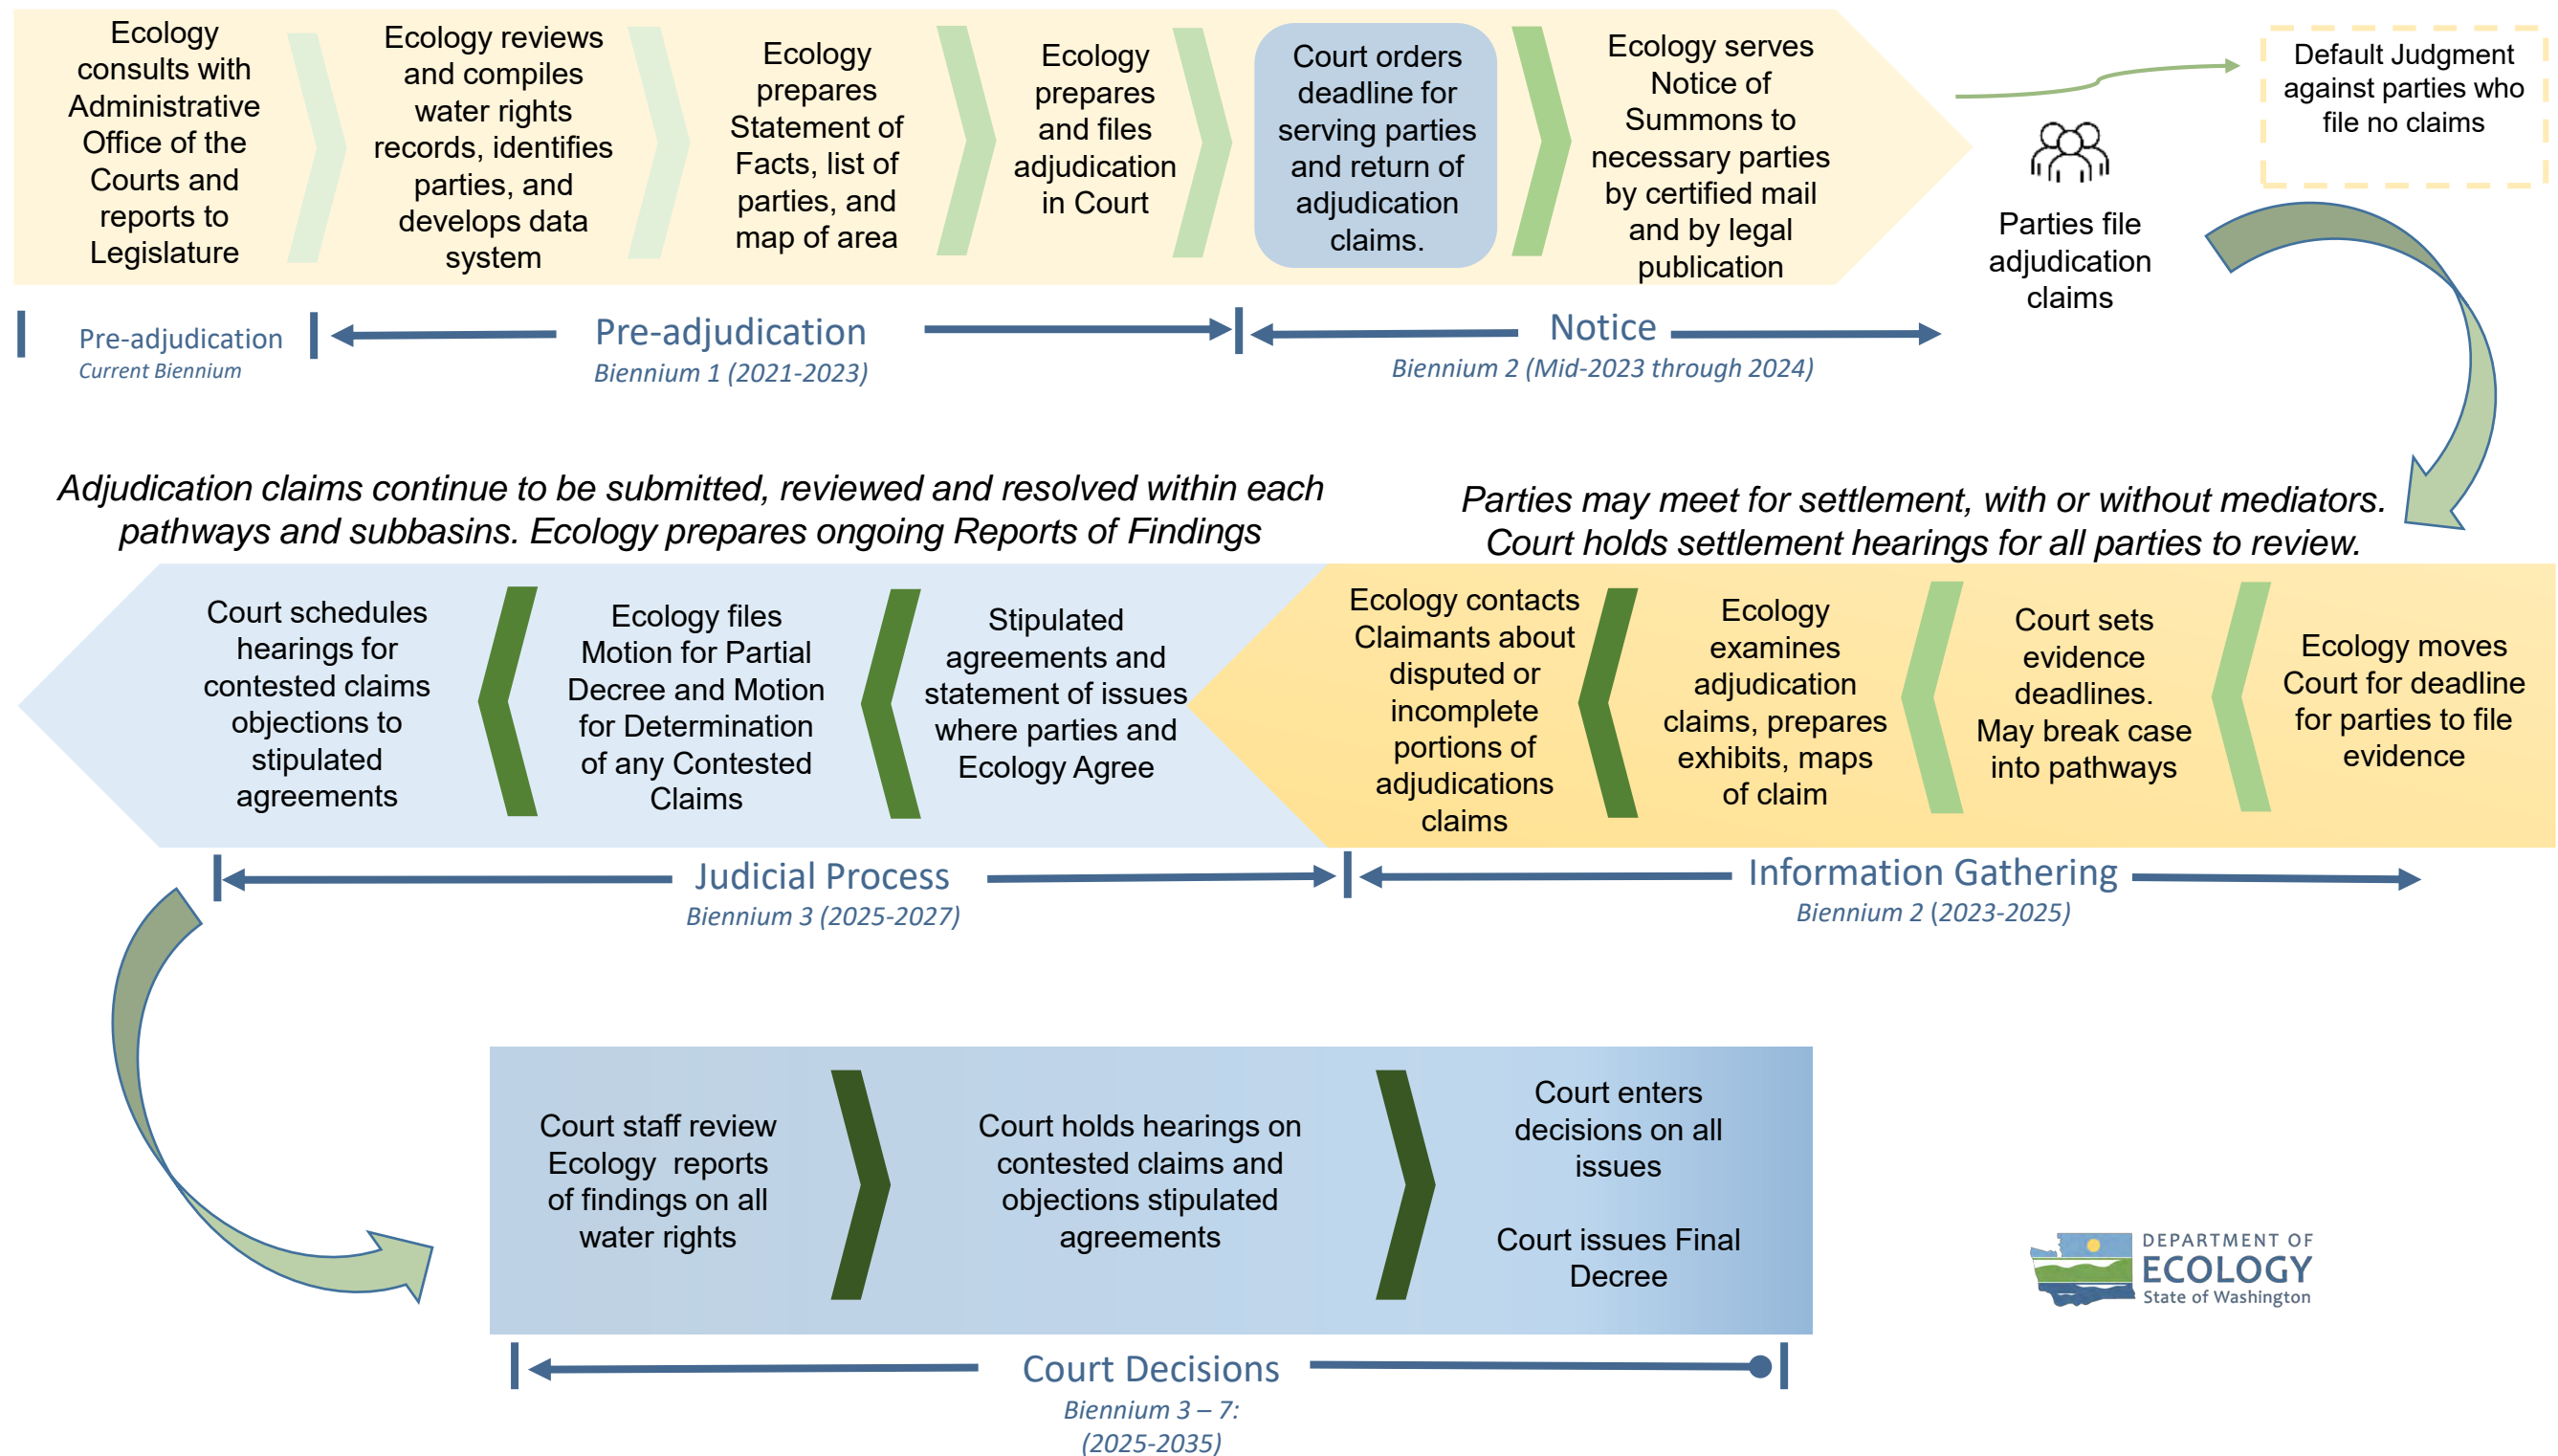 Ecology
consults with
Administrative
Office of the
Courts and
reports to
Legislature
Ecology reviews
and compiles
water rights
records, identifies
parties, and
develops data
system
Ecology
prepares
Statement of
Facts, list of
parties, and
map of area
Ecology
prepares
and files
adjudication
in Court
Court orders
deadline for
serving parties
and return of
adjudication
claims.
Ecology serves
Notice of
Summons to
necessary parties
by certified mail
and by legal
publication
Parties file
adjudication
claims
Default Judgment
against parties who
file no claims
Pre-adjudication
Current Biennium
Pre-adjudication
Biennium 1 (2021-2023)
Notice
Biennium 2 (Mid-2023 through 2024)
Parties may meet for settlement, with or without mediators.
Court holds settlement hearings for all parties to review.
Adjudication claims continue to be submitted, reviewed and resolved within each
pathways and subbasins. Ecology prepares ongoing Reports of Findings
Ecology moves
Court for deadline
for parties to file
evidence
Court sets
evidence
deadlines.
May break case
into pathways
Ecology
examines
adjudication
claims, prepares
exhibits, maps
of claim
Ecology contacts
Claimants about
disputed or
incomplete
portions of
adjudications
claims
Stipulated
agreements and
statement of issues
where parties and
Ecology Agree
Ecology files
Motion for Partial
Decree and Motion
for Determination
of any Contested
Claims
Court schedules
hearings for
contested claims
objections to
stipulated
agreements
Information Gathering
Biennium 2 (2023-2025)
Judicial Process
Biennium 3 (2025-2027)
Court staff review
Ecology reports
of findings on all
water rights
Court holds hearings on
contested claims and
objections stipulated
agreements
Court enters
decisions on all
issues
Court issues Final
Decree
Court Decisions
Biennium 3 – 7:
(2025-2035)
DEPARTMENT OF
ECOLOGY
State of Washington